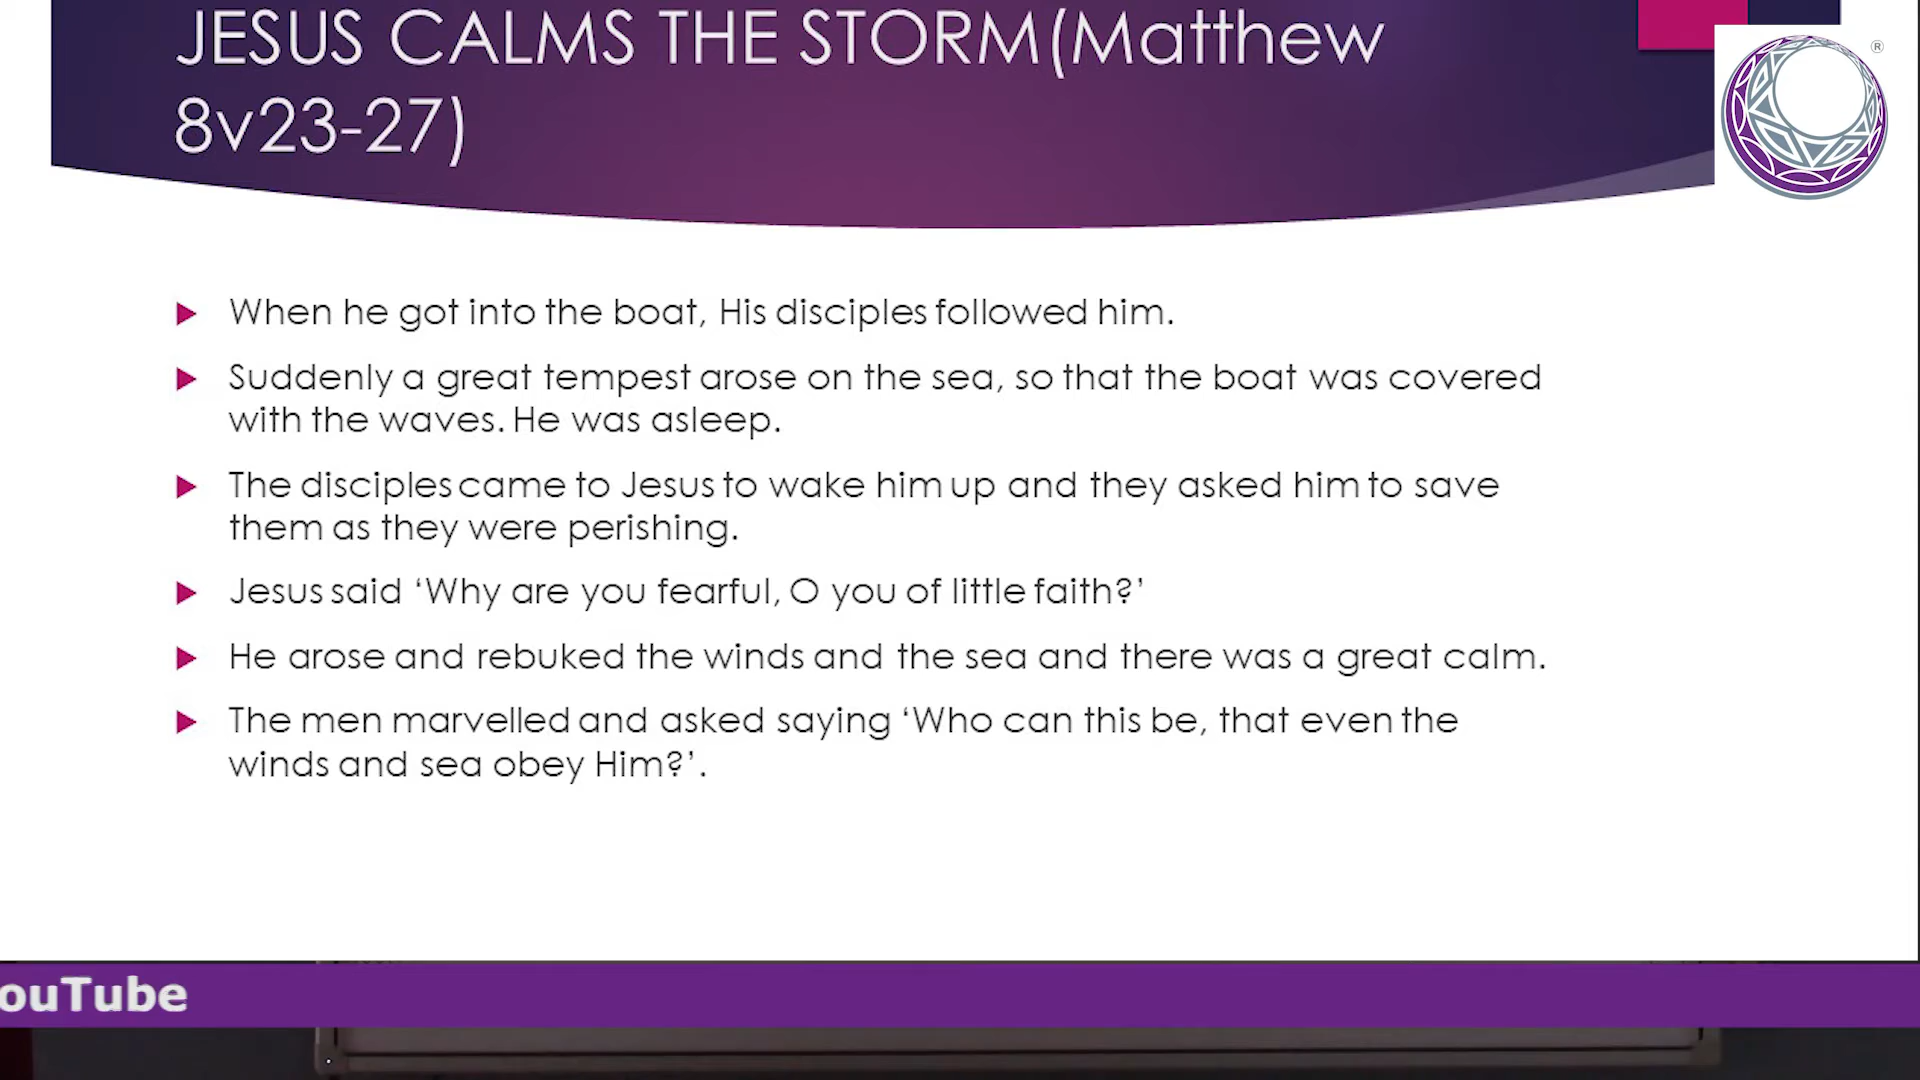 JESUS CALMS THE STORM(Matthew
8v23-27)
®
When he got into the boat, His disciples followed him.
Suddenly a great tempest arose on the sea, so that the boat was covered
with the waves. He was asleep.
The disciples came to Jesus to wake him up and they asked him to save
them as they were perishing.
Jesus said ‘Why are you fearful, O you of little faith?’
He arose and rebuked the winds and the sea and there was a great calm.
The men marvelled and asked saying ‘Who can this be, that even the
winds and sea obey Him?’.
ouTube